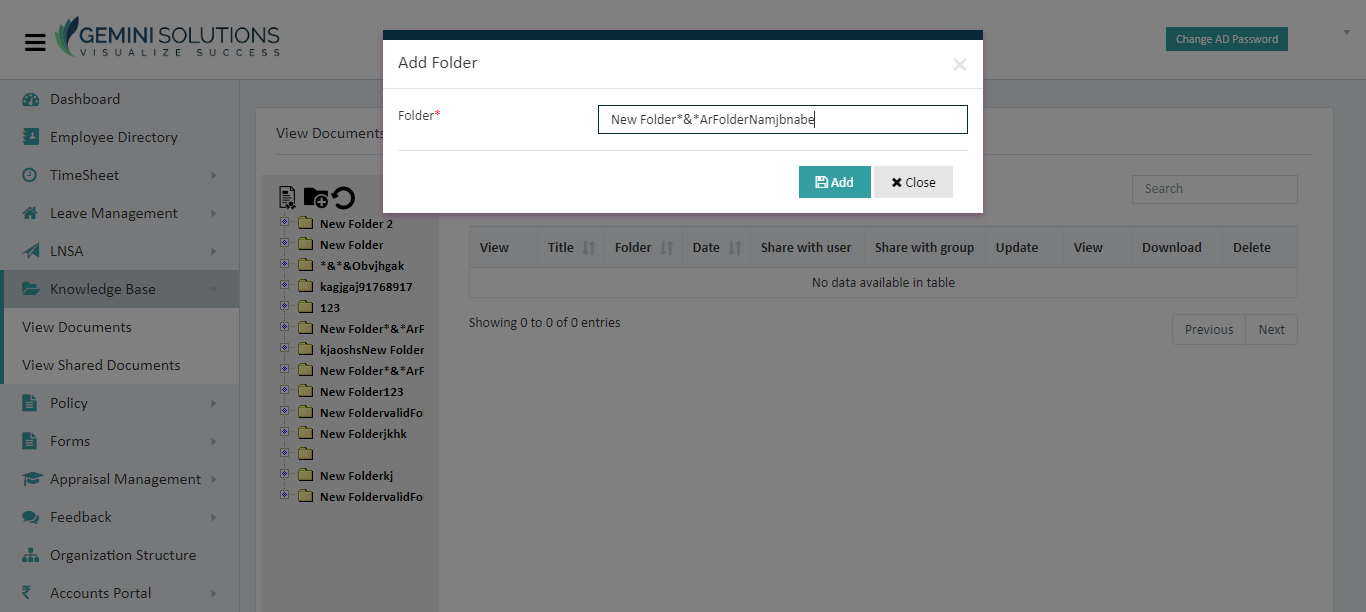 GEMINI SOLUTIONS
VISUALIZE SUCCESS
Change AD Password
Add Folder
Folder*
New Folder*&*ArFolderNamjbnabe
Add
Close
Dashboard
Employee Directory
TimeSheet
Leave Management
LNSA
Knowledge Base
View Documents
View Shared Documents
Policy
Forms
Appraisal Management
Feedback
Organization Structure
Accounts Portal
View Documents
New Folder 2
New Folder
*&*&Obvjhgak
kagjgaj91768917
123
New Folder*&*ArF
kjaoshsNew Folder
New Folder*&*ArF
New Folder123
New FoldervalidFo
New Folderjkhk
New Folderkj
New FoldervalidFo
Search
View Title Folder Date Share with user Share with group Update View Download Delete
No data available in table
Showing 0 to 0 of 0 entries
Previous Next